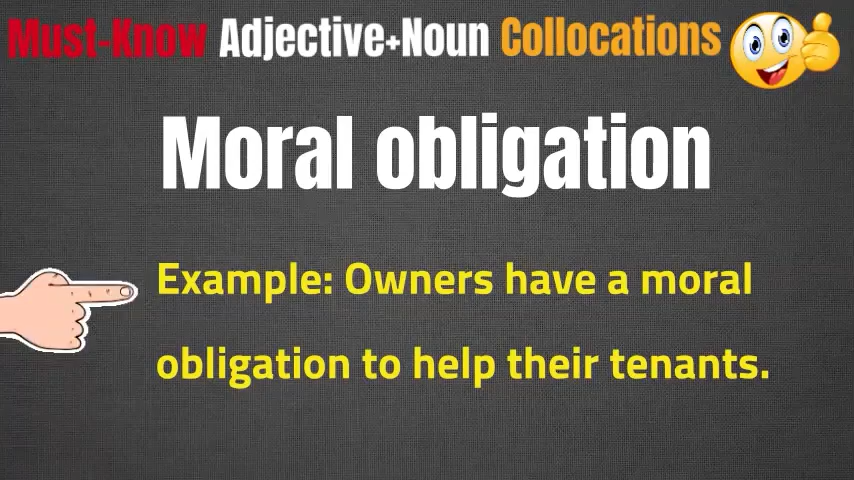 Must-Know Adjective+Noun Collocations
Moral obligation
Example: Owners have a moral
obligation to help their tenants.